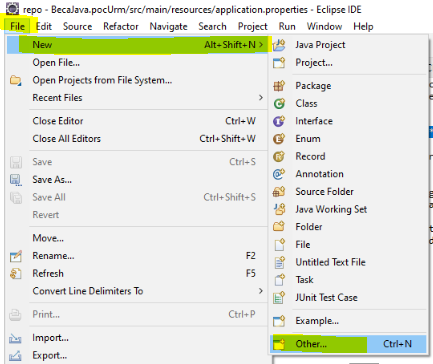 repo - BecaJava.pocUrm/src/main/resources/application.properties - Eclipse IDE
File Edit Source Refactor Navigate Search Project Run Window Help
New Alt+Shift+N >
Open File...
Open Projects from File System...
Recent Files >
Close Editor Ctrl+W
Close All Editors Ctrl+Shift+W
Save Ctrl+S
Save As...
Save All Ctrl+Shift+S
Revert
Move...
Rename... F2
Refresh F5
Convert Line Delimiters To >
Print... Ctrl+P
Import...
Export...
Java Project
Project...
Package
Class
Interface
Enum
Record
Annotation
Source Folder
Java Working Set
Folder
File
Untitled Text File
Task
JUnit Test Case
Example...
Other... Ctrl+N